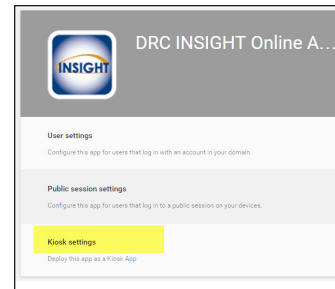 DRC INSIGHT Online A...
INSIGHT
User settings
Configure this app for users that log in with an account in your domain.
Public session settings
Configure this app for users that log in to a public session on your devices.
Kiosk settings
Deploy this app as a Kiosk App